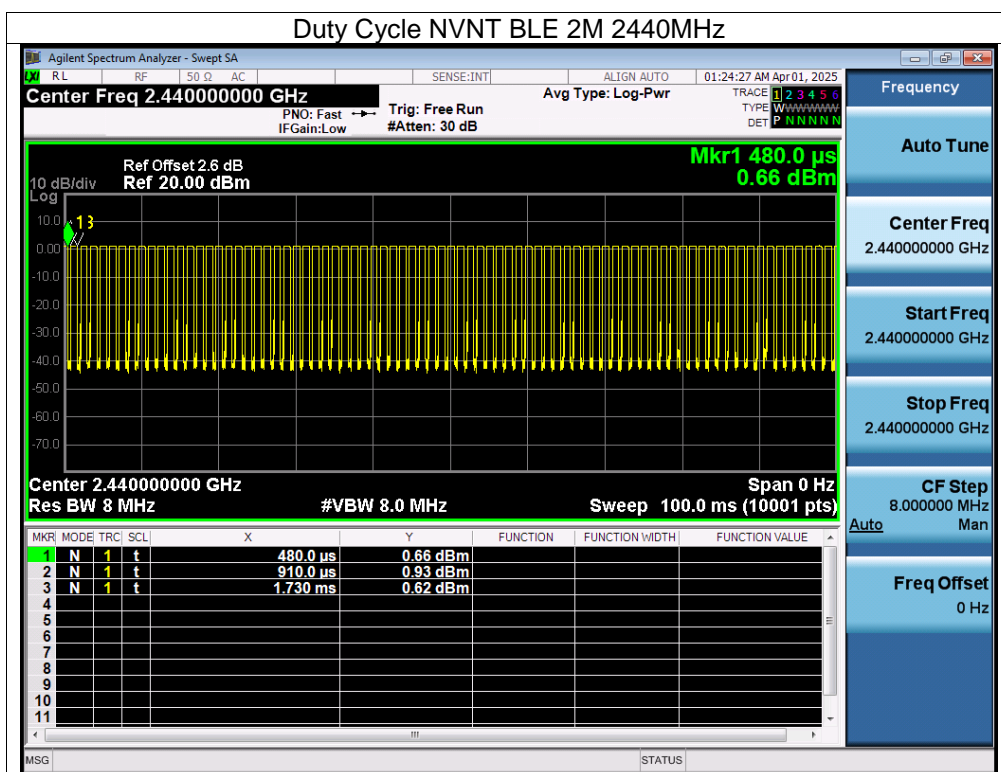 Duty Cycle NVNT BLE 2M 2440MHz
Agilent Spectrum Analyzer - Swept SA
LXI RL RF 50 Ω AC SENSE:INT ALIGN AUTO 01:24:27 AM Apr 01, 2025
Center Freq 2.440000000 GHz
PNO: Fast
IFGain:Low
Trig: Free Run
#Atten: 30 dB
Avg Type: Log-Pwr
TRACE 1 2 3 4 5 6
TYPE WWWWWWW
DET P N N N N N
Ref Offset 2.6 dB
10 dB/div Ref 20.00 dBm
Log
Mkr1 480.0 µs
0.66 dBm
10.0
0.00
-10.0
-20.0
-30.0
-40.0
-50.0
-60.0
-70.0
1 3
Center 2.440000000 GHz Span 0 Hz
Res BW 8 MHz #VBW 8.0 MHz Sweep 100.0 ms (10001 pts)
MKR MODE TRC SCL X Y FUNCTION FUNCTION WIDTH FUNCTION VALUE
1 N 1 t 480.0 µs 0.66 dBm
2 N 1 t 910.0 µs 0.93 dBm
3 N 1 t 1.730 ms 0.62 dBm
4
5
6
7
8
9
10
11
MSG STATUS
Frequency
Auto Tune
Center Freq
2.440000000 GHz
Start Freq
2.440000000 GHz
Stop Freq
2.440000000 GHz
CF Step
8.000000 MHz
Auto Man
Freq Offset
0 Hz